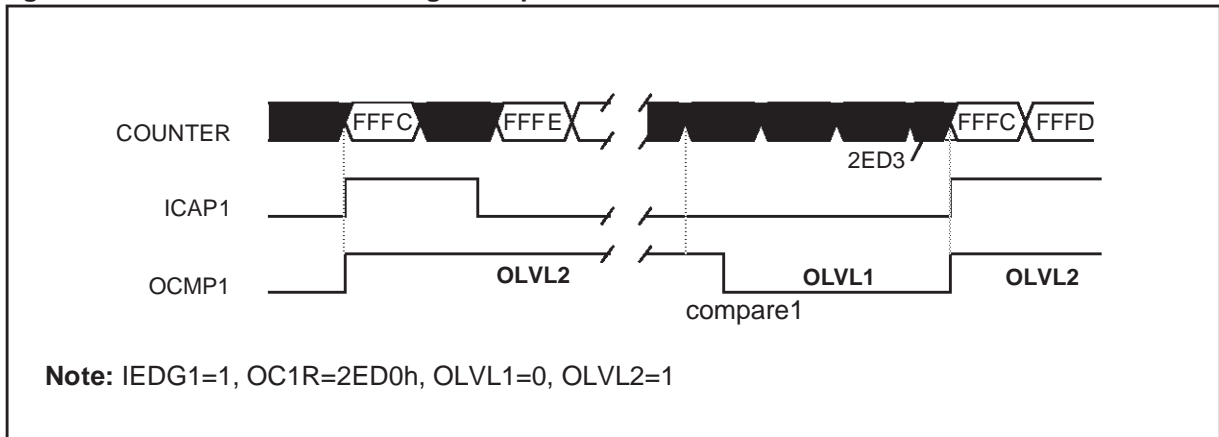 COUNTER FFFC FFFE FFFC FFFD
2ED3
ICAP1
OCMP1 OLVL2 OLVL1 OLVL2
compare1
Note: IEDG1=1, OC1R=2ED0h, OLVL1=0, OLVL2=1